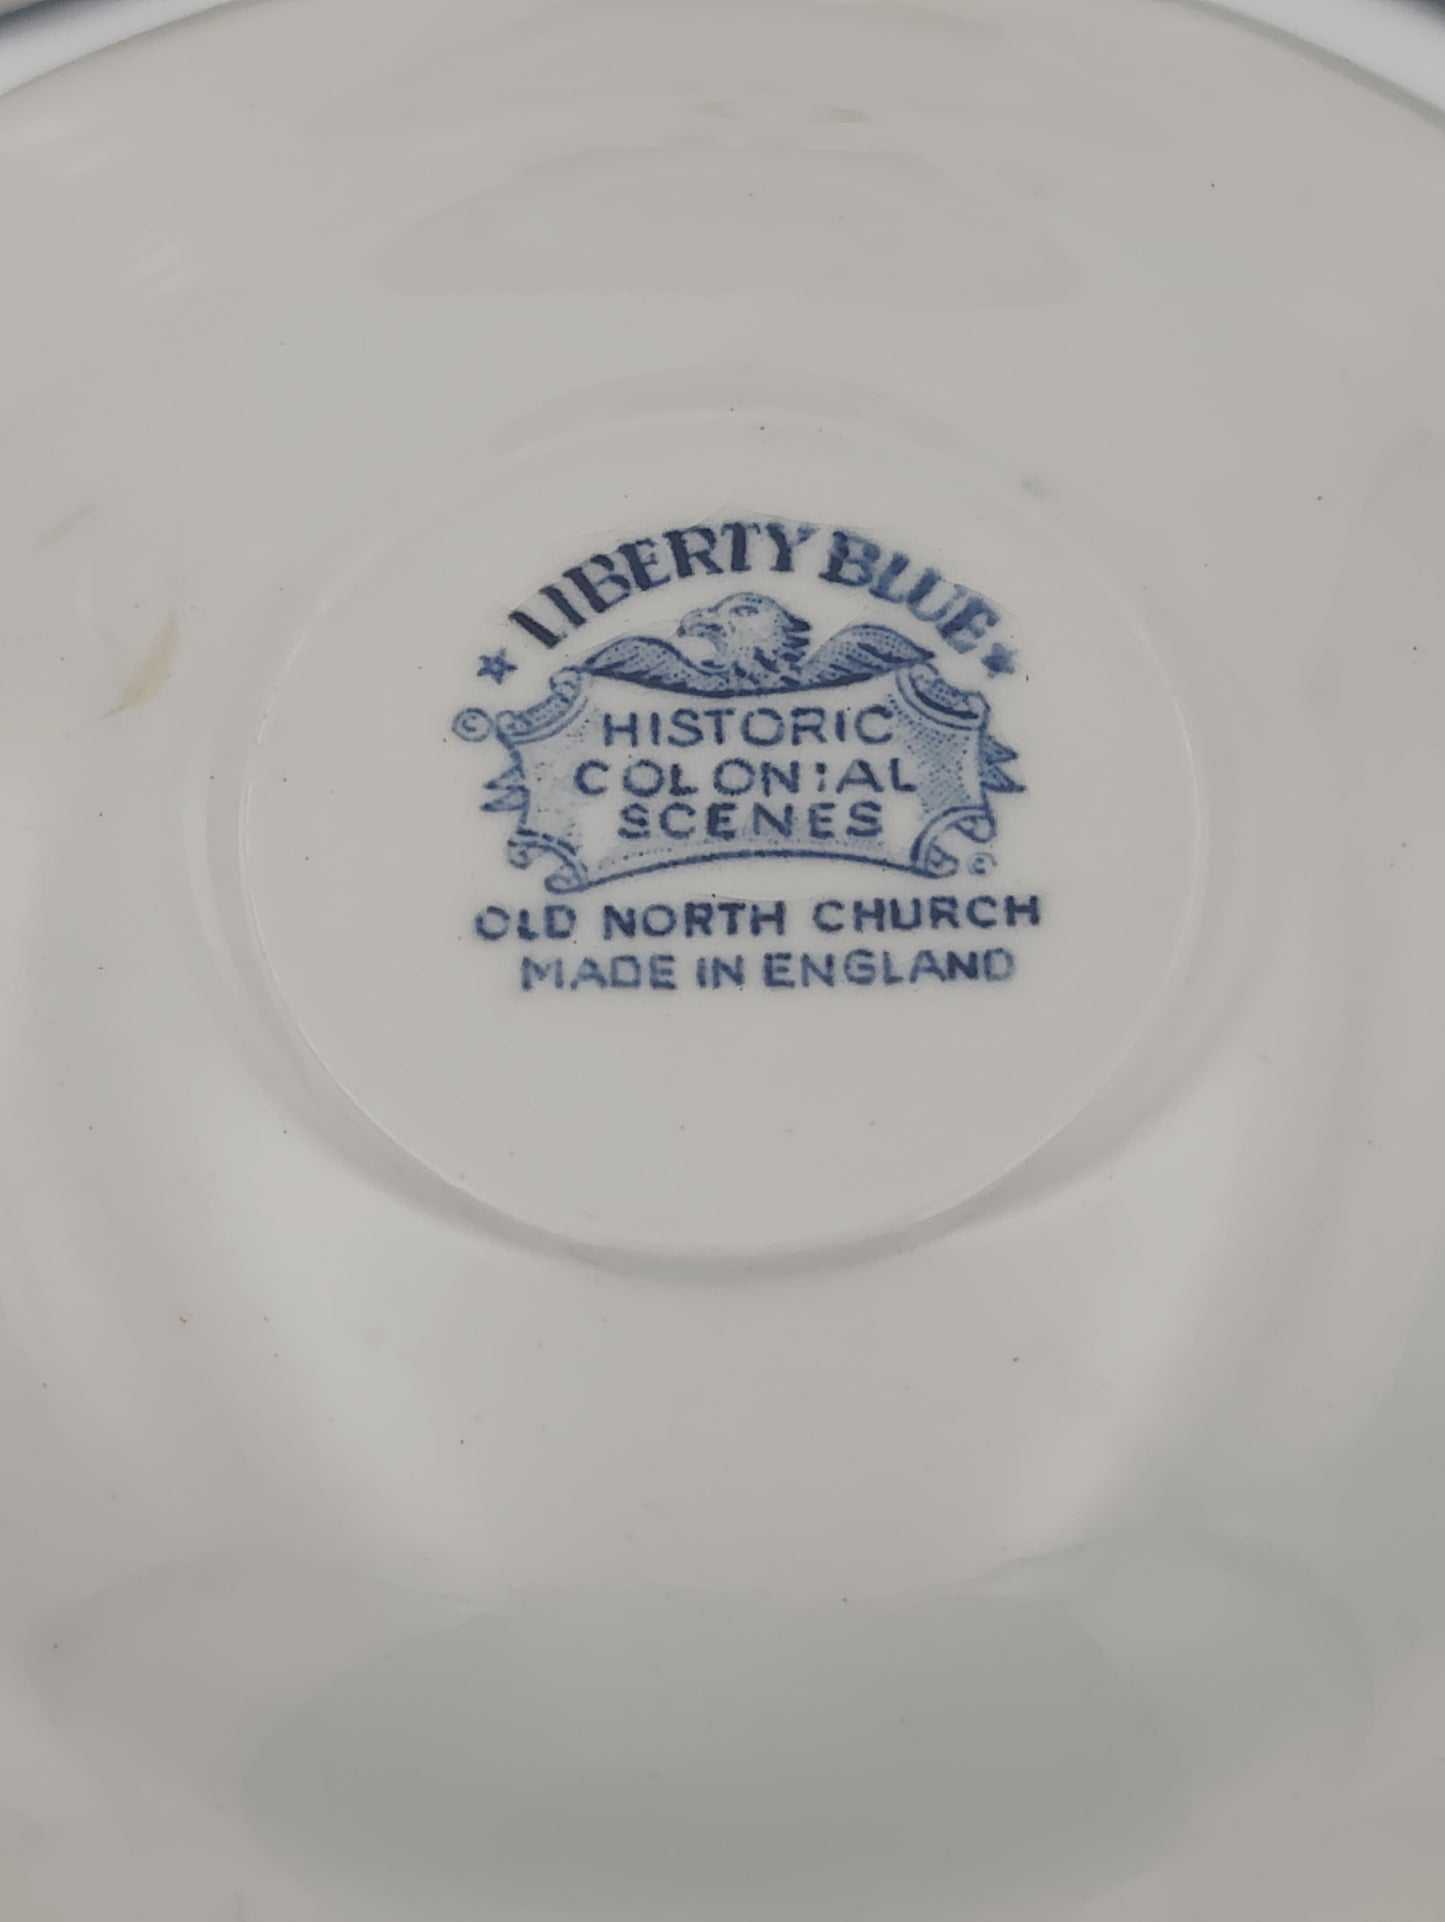 LIBERTY BLUE
©
HISTORIC
COLONIAL
SCENES
©
OLD NORTH CHURCH
MADE IN ENGLAND